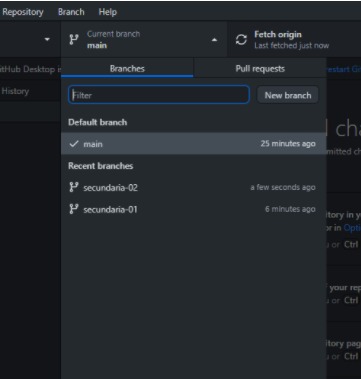 Repository Branch Help
Current branch
main
Fetch origin
Last fetched just now
GitHub Desktop i
restart G
Branches
Pull requests
History
Filter
New branch
Default branch
main
25 minutes ago
Recent branches
secundaria-02
a few seconds ago
secundaria-01
6 minutes ago
cha
mitted ch
itory in y
or in Opti
or Ctrl
your rep
or Ctrl
itory pag
or Ctrl